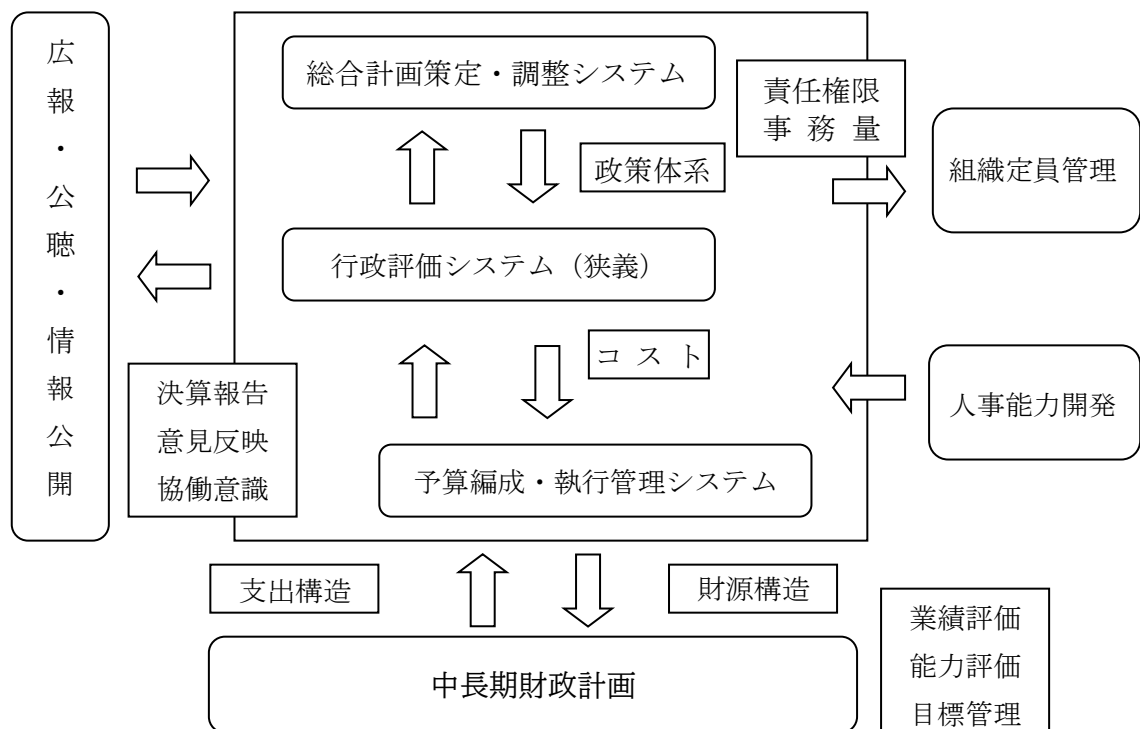 広報・公聴・情報公開
総合計画策定・調整システム
責任権限
事 務 量
政策体系
組織定員管理
行政評価システム（狭義）
コ ス ト
決算報告
意見反映
協働意識
人事能力開発
予算編成・執行管理システム
支出構造
財源構造
中長期財政計画
業績評価
能力評価
目標管理